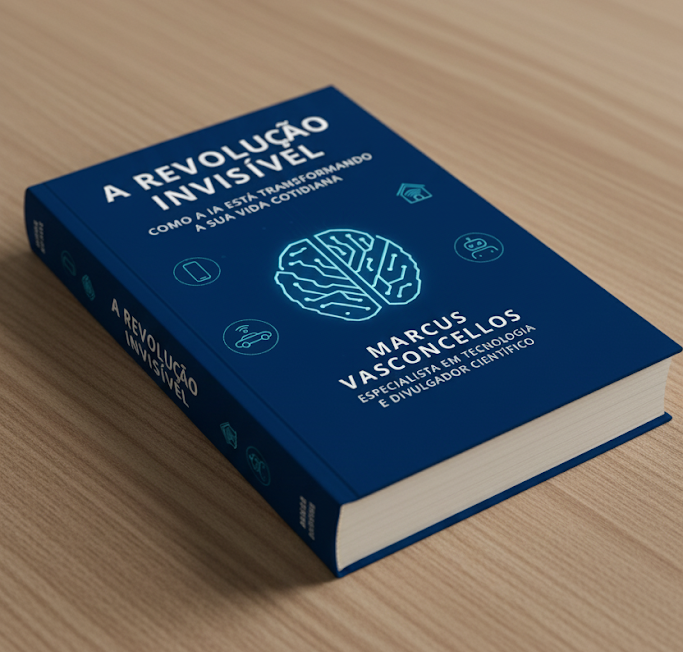 A REVOLUÇÃO
INVISÍVEL
COMO A IA ESTÁ TRANSFORMANDO
A SUA VIDA COTIDIANA
MARCUS
VASCONCELLOS
ESPECIALISTA EM TECNOLOGIA
E DIVULGADOR CIENTÍFICO
A REVOLUÇÃO
INVISÍVEL